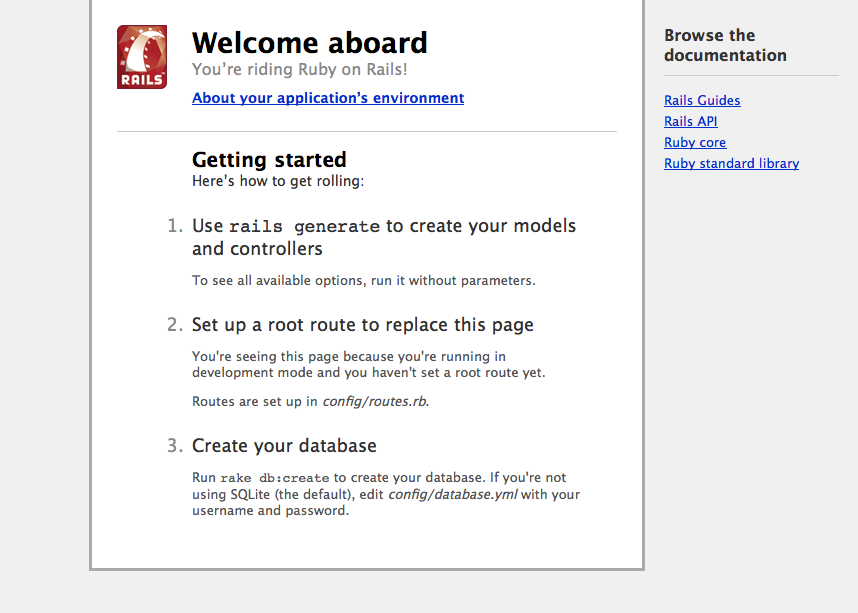 RAILS
Welcome aboard
You're riding Ruby on Rails!
About your application's environment
Getting started
Here's how to get rolling:
1. Use rails generate to create your models
and controllers
To see all available options, run it without parameters.
2. Set up a root route to replace this page
You're seeing this page because you're running in
development mode and you haven't set a root route yet.
Routes are set up in config/routes.rb.
3. Create your database
Run rake db:create to create your database. If you're not
using SQLite (the default), edit config/database.yml with your
username and password.
Browse the
documentation
Rails Guides
Rails API
Ruby core
Ruby standard library